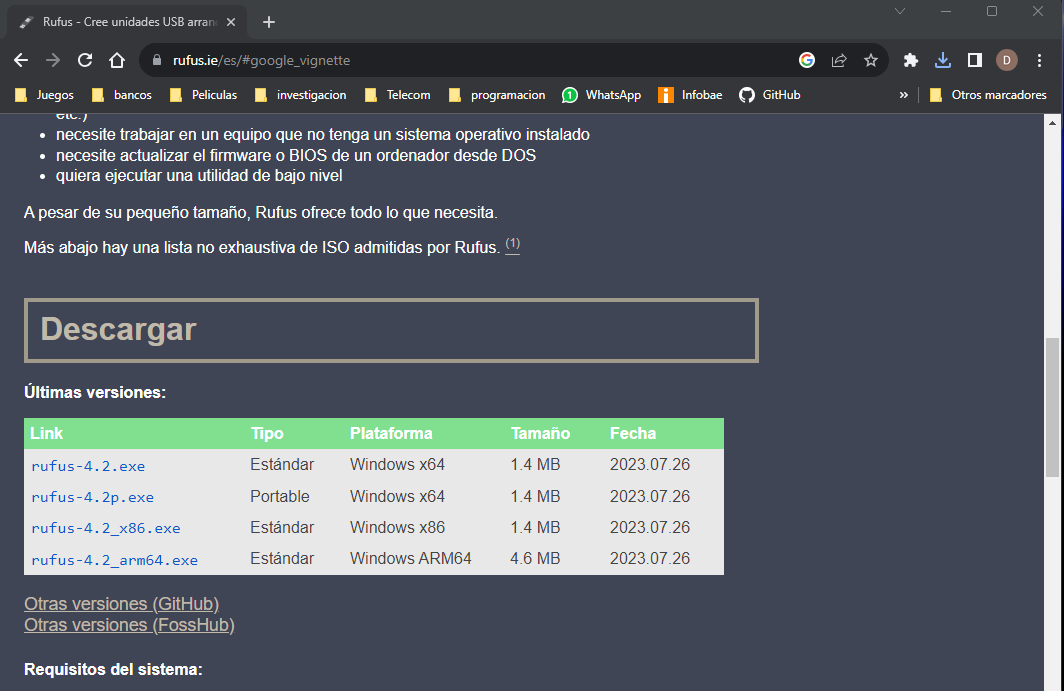 Rufus - Cree unidades USB arran
rufus.ie/es/#google_vignette
D
Juegos bancos Peliculas investigacion Telecom programacion 1 WhatsApp i Infobae GitHub » Otros marcadores
etc.)
• necesite trabajar en un equipo que no tenga un sistema operativo instalado
• necesite actualizar el firmware o BIOS de un ordenador desde DOS
• quiera ejecutar una utilidad de bajo nivel
A pesar de su pequeño tamaño, Rufus ofrece todo lo que necesita.
Más abajo hay una lista no exhaustiva de ISO admitidas por Rufus. (1)
Descargar
Últimas versiones:
Link Tipo Plataforma Tamaño Fecha
rufus-4.2.exe Estándar Windows x64 1.4 MB 2023.07.26
rufus-4.2p.exe Portable Windows x64 1.4 MB 2023.07.26
rufus-4.2_x86.exe Estándar Windows x86 1.4 MB 2023.07.26
rufus-4.2_arm64.exe Estándar Windows ARM64 4.6 MB 2023.07.26
Otras versiones (GitHub)
Otras versiones (FossHub)
Requisitos del sistema: